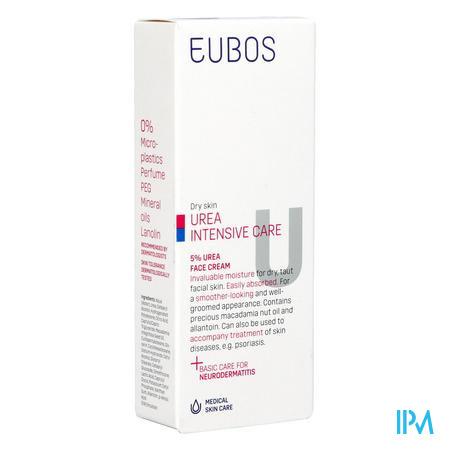 EUBOS
0%
Micro-
plastics
Perfume
PEG
Mineral
oils
Lanolin
RECOMMENDED BY
DERMATOLOGISTS
SKIN TOLERANCE
DERMATOLOGICALLY
TESTED
Dry skin
UREA
INTENSIVE CARE
U
5% UREA
FACE CREAM
Invaluable moisture for dry, taut
facial skin. Easily absorbed. For
a smoother-looking and well-
groomed appearance. Contains
precious macadamia nut oil and
allantoin. Can also be used to
accompany treatment of skin
diseases, e.g. psoriasis.
+ BASIC CARE FOR
NEURODERMATITIS
MEDICAL
SKIN CARE
IPM